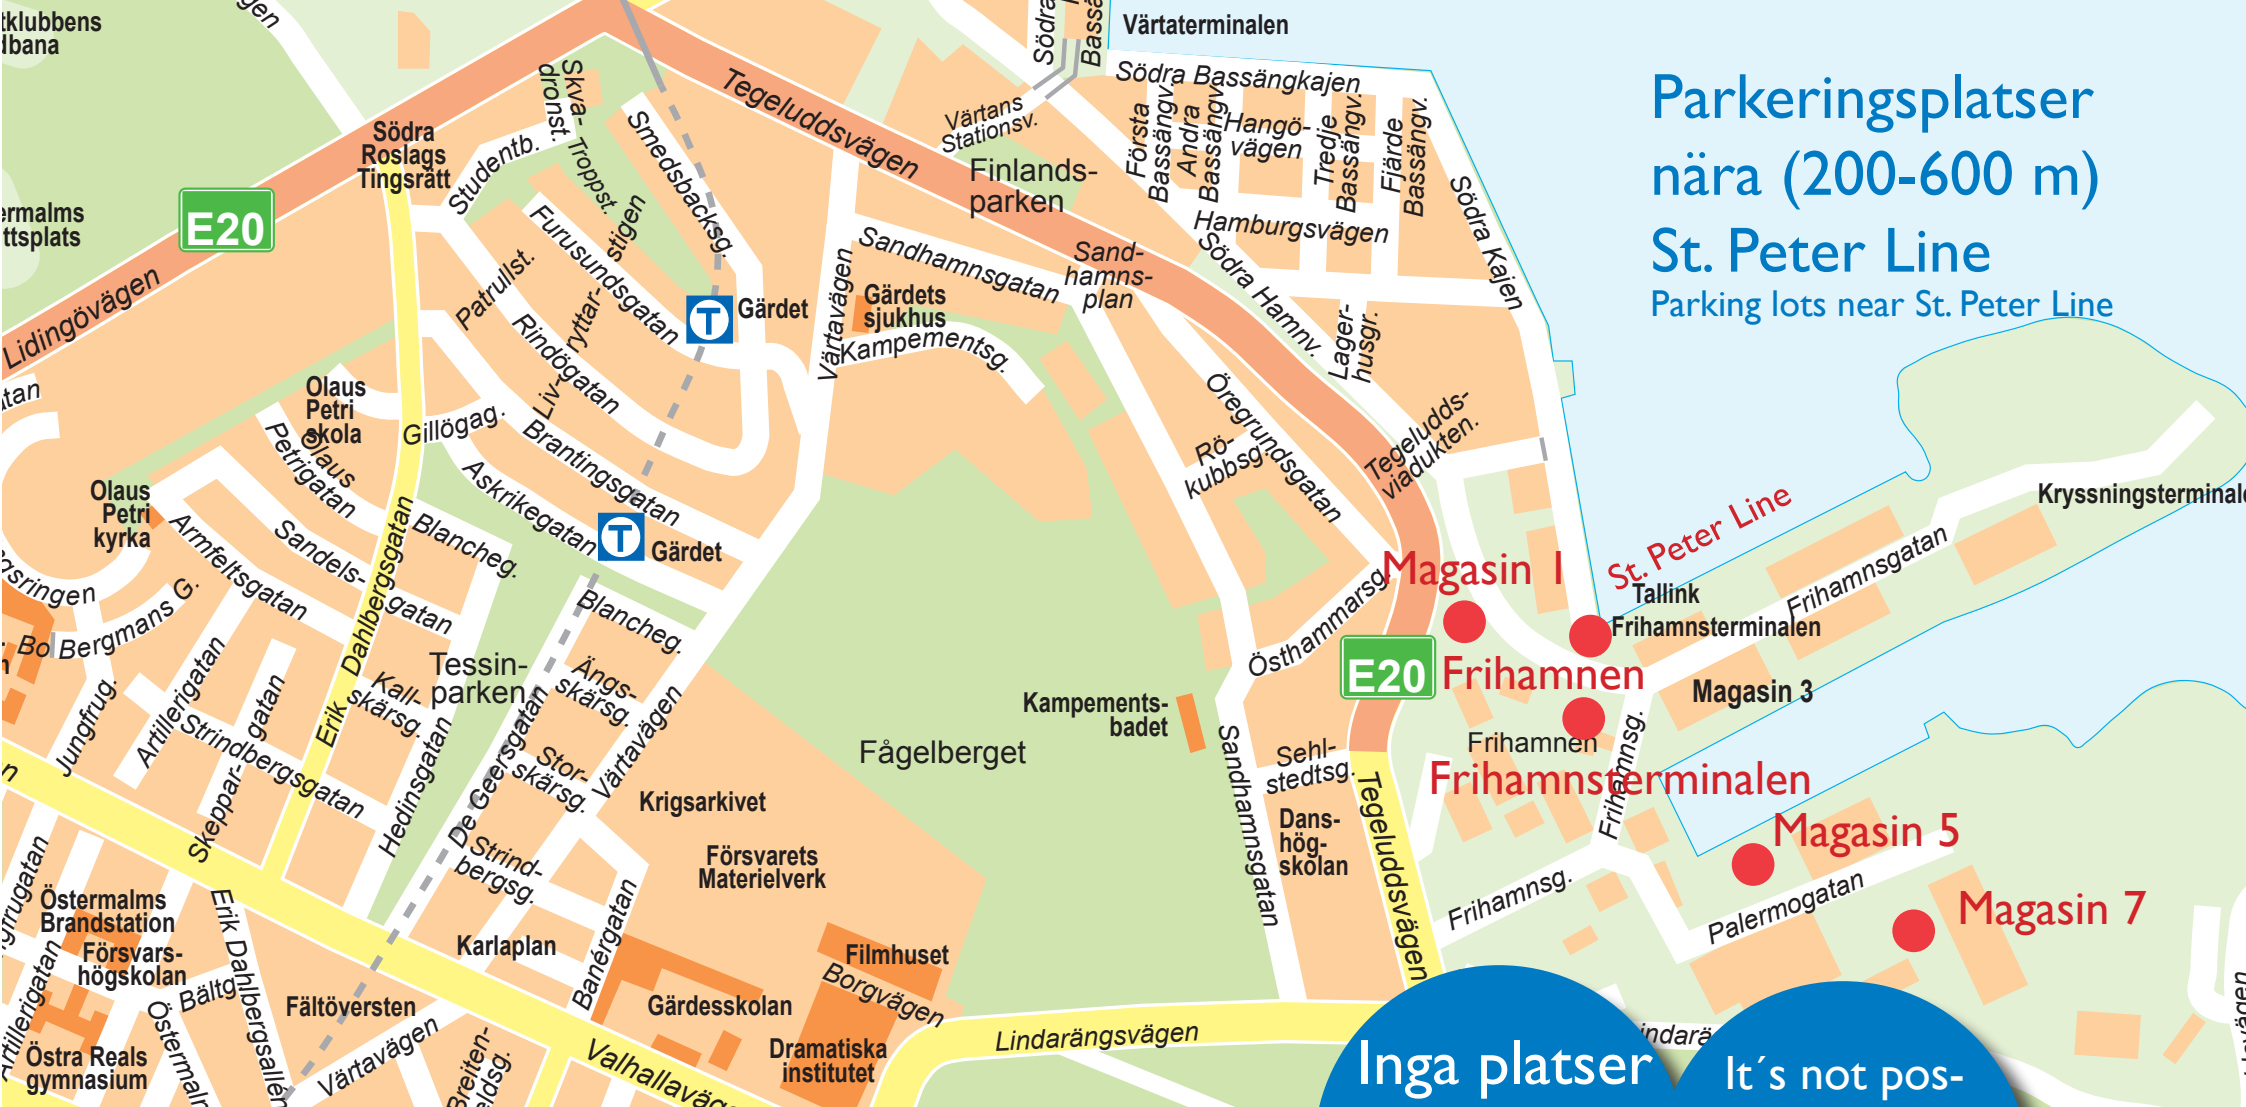 Parkeringsplatser
nära (200-600 m)
St. Peter Line
Parking lots near St. Peter Line
Värtaterminalen
Södra Bassängkajen
Första
Bassängv.
Andra
Bassängv.
Hangö-
vägen
Tredje
Bassängv.
Fjärde
Bassängv.
Hamburgsvägen
Södra Kajen
Södra Hamnv.
Lager-
husgr.
Värtans
Stationsv.
Finlands-
parken
Sand-
hamns-
plan
Tegeluddsvägen
Skva-
dronst.
Troppst.
Smedsbacksg.
Studentb.
Södra
Roslags
Tingsrätt
E20
Lidingövägen
Furusundsgatan
Patrullst.
Rindögatan
Liv-
ryttar-
stigen
T
Gärdet
Värtavägen
Sandhamnsgatan
Gärdets
sjukhus
Kampementsg.
Olaus
Petri
skola
Olaus
Petrigatan
Gillögag.
Brantingsgatan
Askrikegatan
T
Gärdet
Öregrundsgatan
Rö-
kubbsg.
Tegeludds-
viadukten.
Olaus
Petri
kyrka
Armfeltsgatan
Sandels-
gatan
Blancheg.
Blancheg.
Erik Dahlbergsgatan
Bo Bergmans G.
Jungfrug.
Artillerigatan
Skeppar-
gatan
Strindbergsgatan
Kall-
skärsg.
Tessin-
parken
Hedinsgatan
De Geersgatan
Ängs-
skärsg.
Stor-
skärsg.
Värtavägen
Strind-
bergsg.
Krigsarkivet
Försvarets
Materielverk
Fågelberget
Kampements-
badet
Östhammarsg.
Sandhamnsgatan
Sehl-
stedtsg.
Dans-
hög-
skolan
Tegeluddsvägen
E20
Magasin 1
Frihamnen
Frihamnen
Frihamnsterminalen
St. Peter Line
Tallink
Frihamnsterminalen
Magasin 3
Frihamnsgatan
Kryssningsterminale
Frihamnsg.
Frihamnsg.
Magasin 5
Palermogatan
Magasin 7
Östermalms
Brandstation
Försvars-
högskolan
Erik Dahlbergsallén
Bältg
Fältöversten
Karlaplan
Banérgatan
Östra Reals
gymnasium
Artillerigatan
Värtavägen
Gärdesskolan
Filmhuset
Borgvägen
Dramatiska
institutet
Lindarängsvägen
Inga platser
It´s not pos-